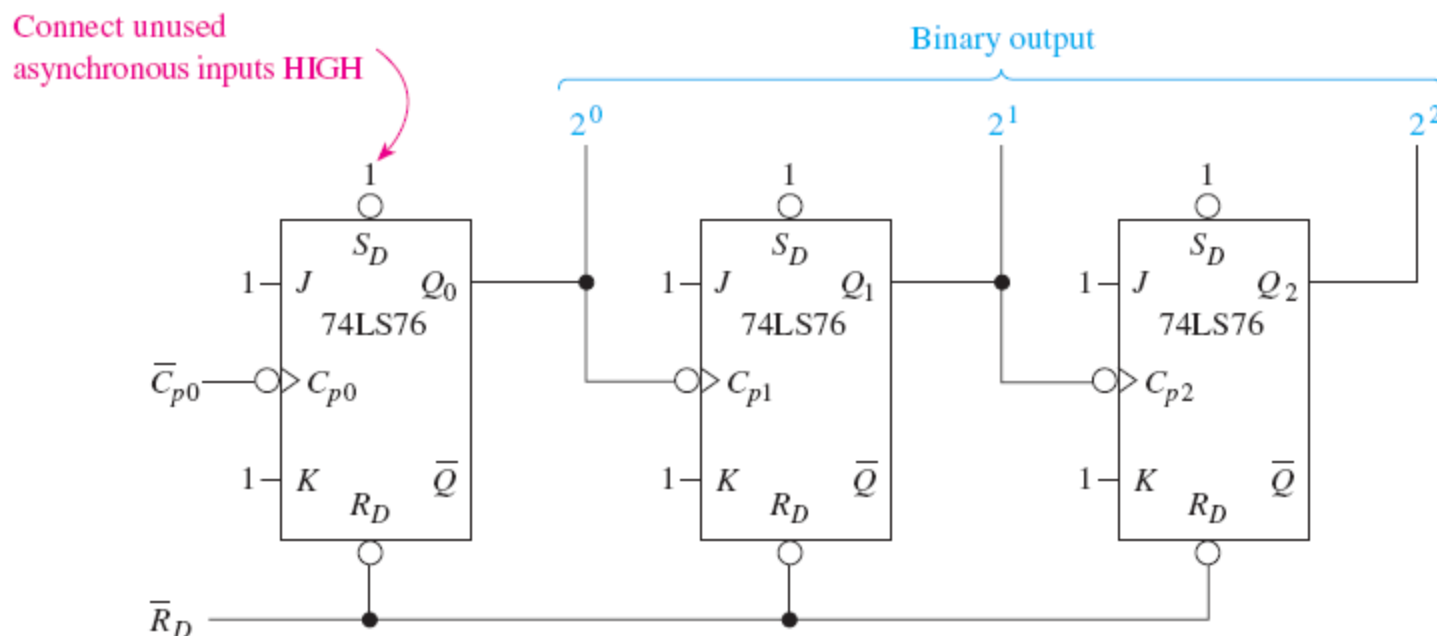 Connect unused
asynchronous inputs HIGH
Binary output
2⁰ 2¹ 2²
1 1 1
S_D S_D S_D
1 J Q₀ 1 J Q₁ 1 J Q₂
74LS76 74LS76 74LS76
C̅_p0 C_p0 C_p1 C_p2
1 K Q̅ 1 K Q̅ 1 K Q̅
R_D R_D R_D
R̅_D